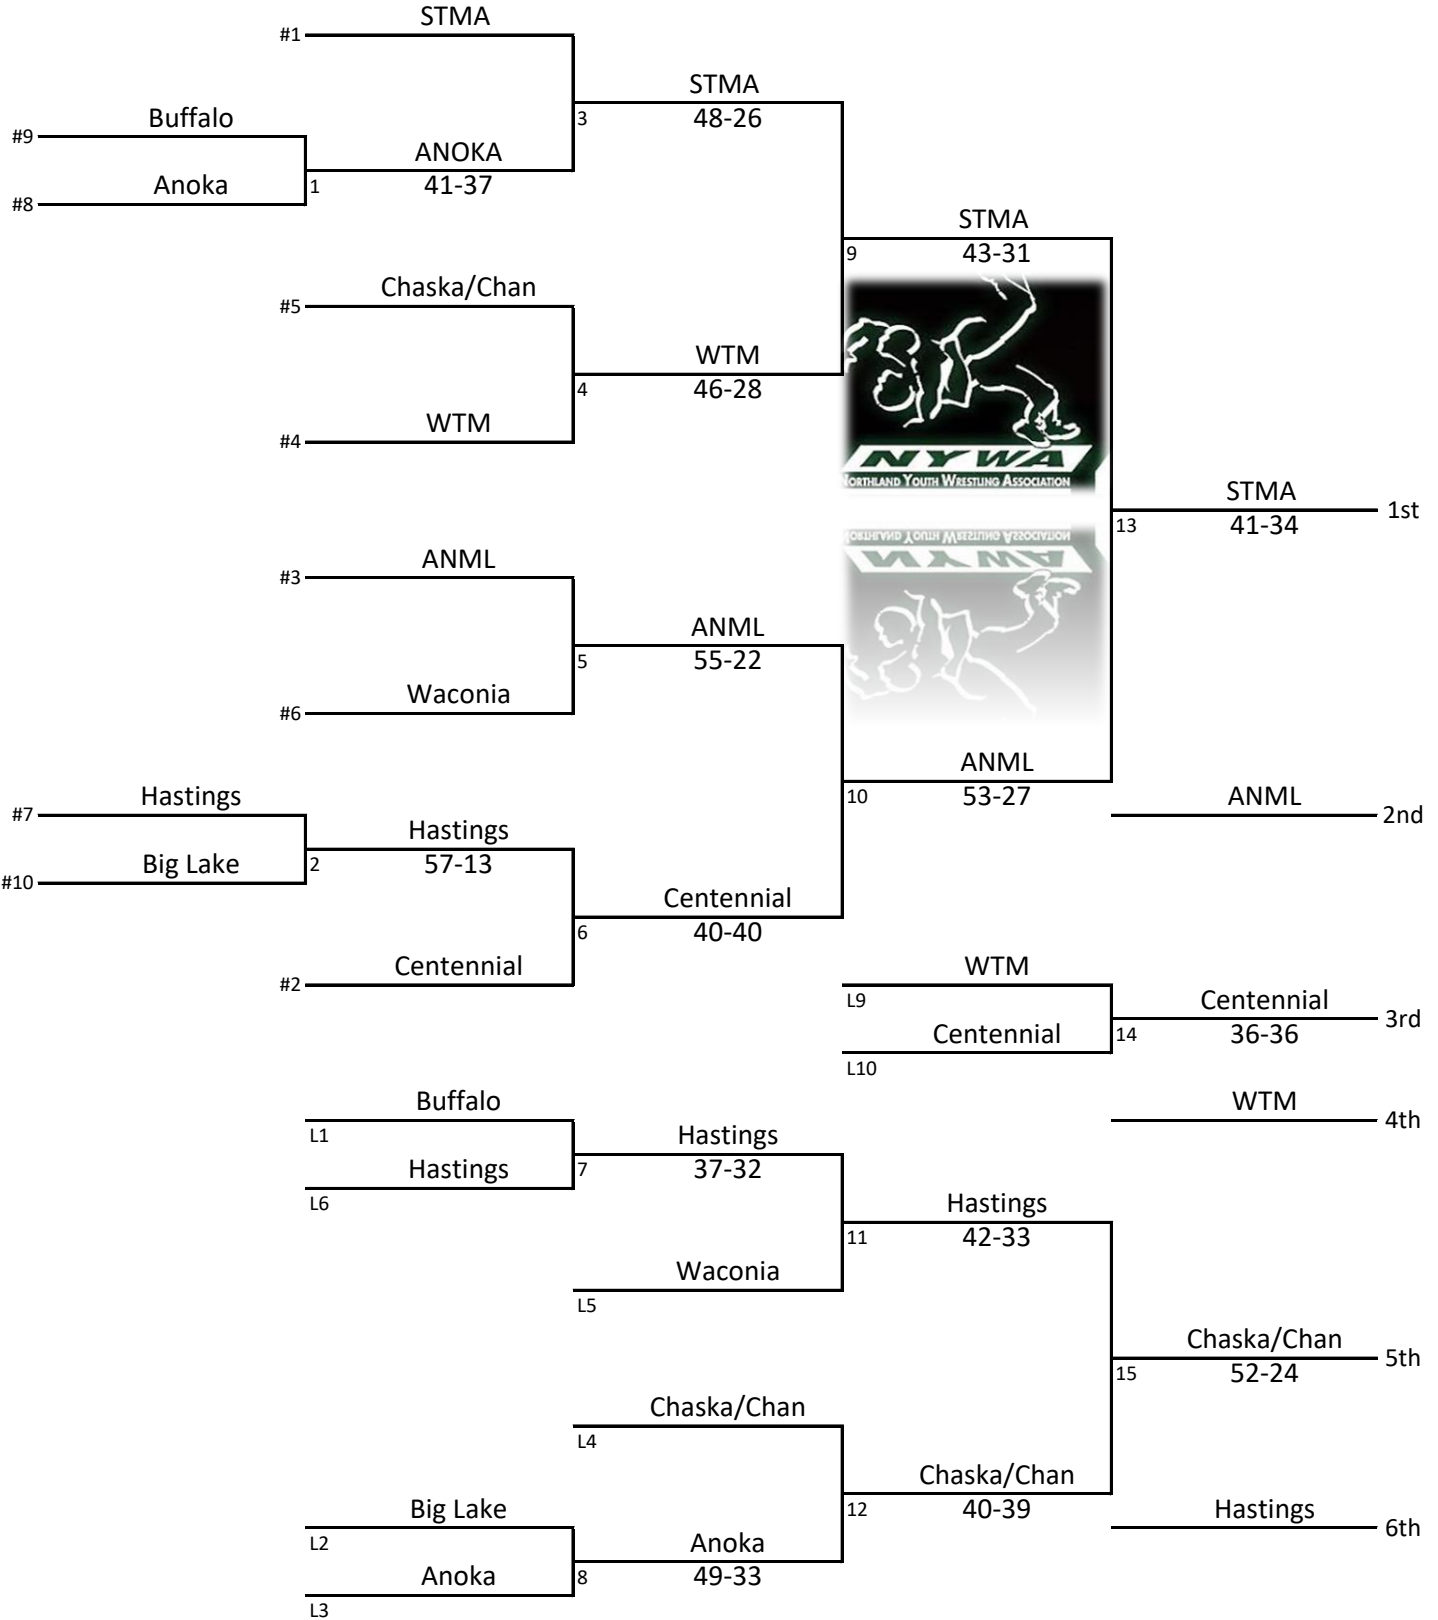 STMA
#1
STMA
48-26
3
Buffalo
#9
ANOKA
41-37
Anoka
1
#8
STMA
43-31
9
Chaska/Chan
#5
WTM
46-28
4
WTM
#4
NYWA
NORTHLAND YOUTH WRESTLING ASSOCIATION
STMA
1st
41-34
13
ANML
#3
ANML
55-22
5
Waconia
#6
ANML
53-27
10
Hastings
#7
ANML
2nd
Hastings
57-13
Big Lake
2
#10
Centennial
40-40
6
Centennial
#2
WTM
L9
Centennial
3rd
36-36
Centennial
14
L10
Buffalo
L1
WTM
4th
Hastings
37-32
Hastings
7
L6
Hastings
42-33
11
Waconia
L5
Chaska/Chan
5th
52-24
15
Chaska/Chan
L4
Chaska/Chan
40-39
12
Big Lake
L2
Hastings
6th
Anoka
49-33
Anoka
8
L3